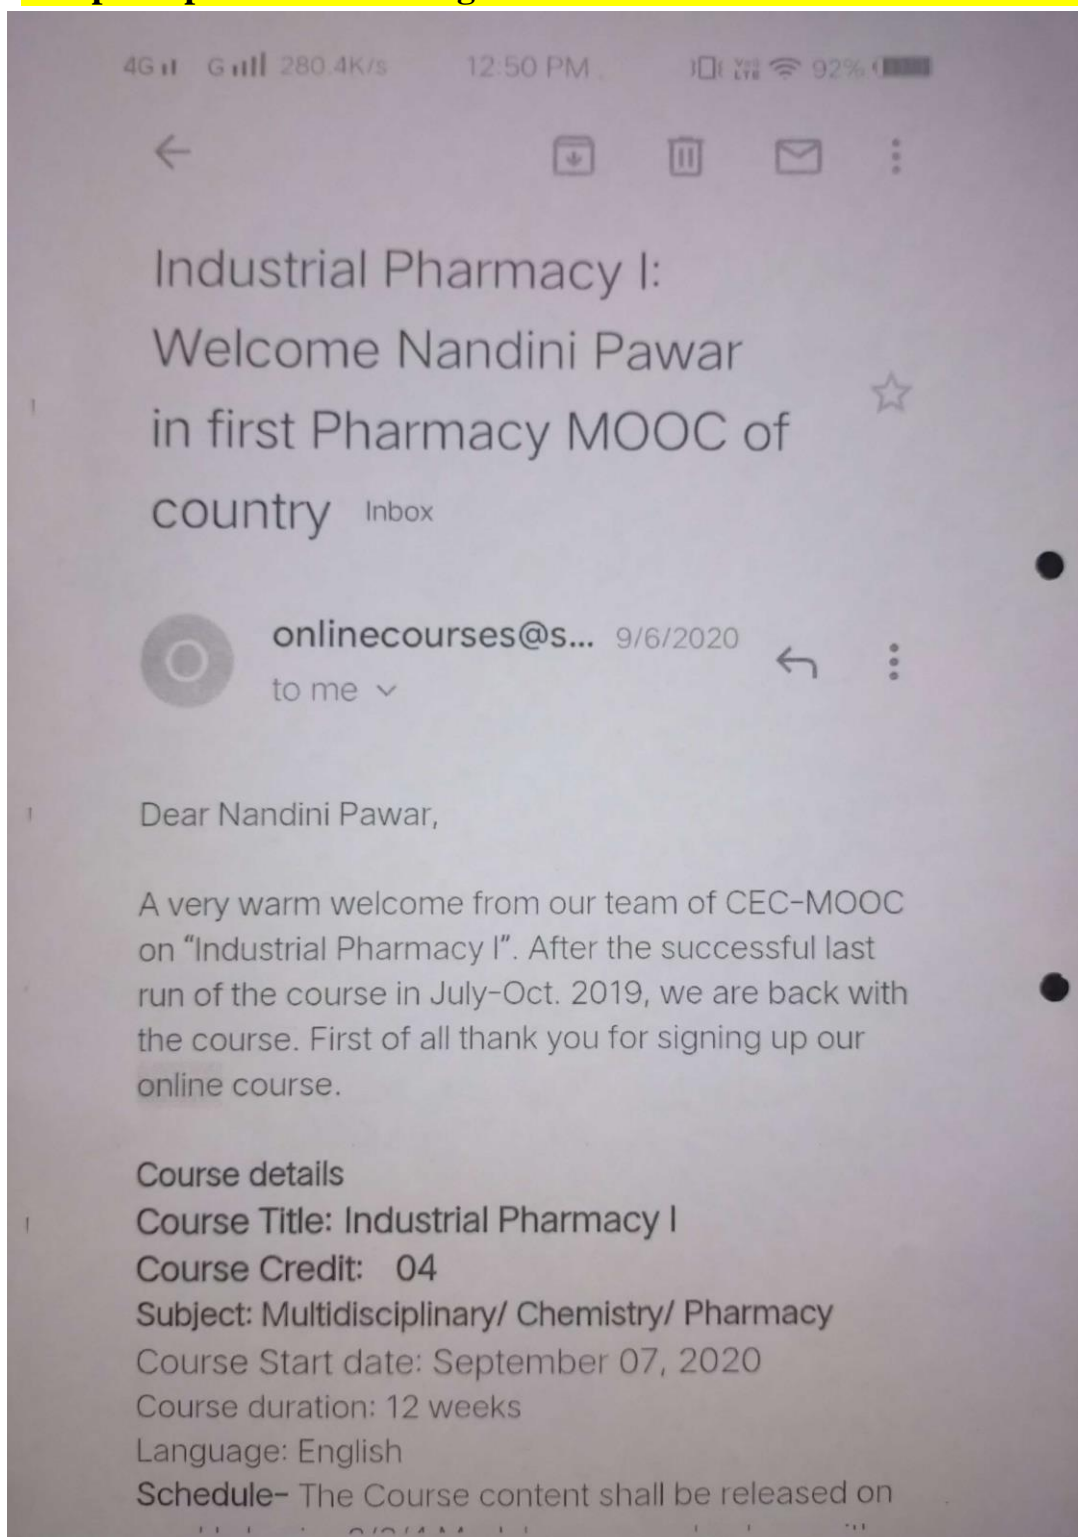 4G G 280.4K/s 12:50 PM 92%
Industrial Pharmacy I:
Welcome Nandini Pawar
in first Pharmacy MOOC of
country Inbox
onlinecourses@s... 9/6/2020
to me
Dear Nandini Pawar,
A very warm welcome from our team of CEC-MOOC
on “Industrial Pharmacy I”. After the successful last
run of the course in July-Oct. 2019, we are back with
the course. First of all thank you for signing up our
online course.
Course details
Course Title: Industrial Pharmacy I
Course Credit: 04
Subject: Multidisciplinary/ Chemistry/ Pharmacy
Course Start date: September 07, 2020
Course duration: 12 weeks
Language: English
Schedule- The Course content shall be released on